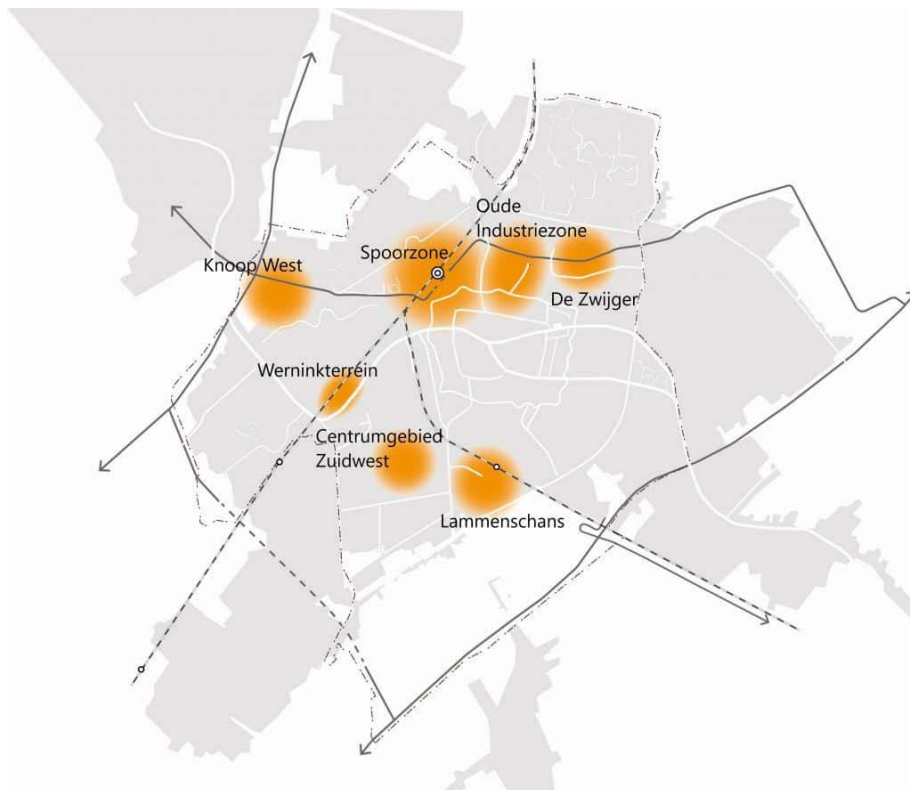 Oude
Industriezone
Spoorzone
Knoop West
De Zwijger
Werninkterrein
Centrumgebied
Zuidwest
Lammenschans